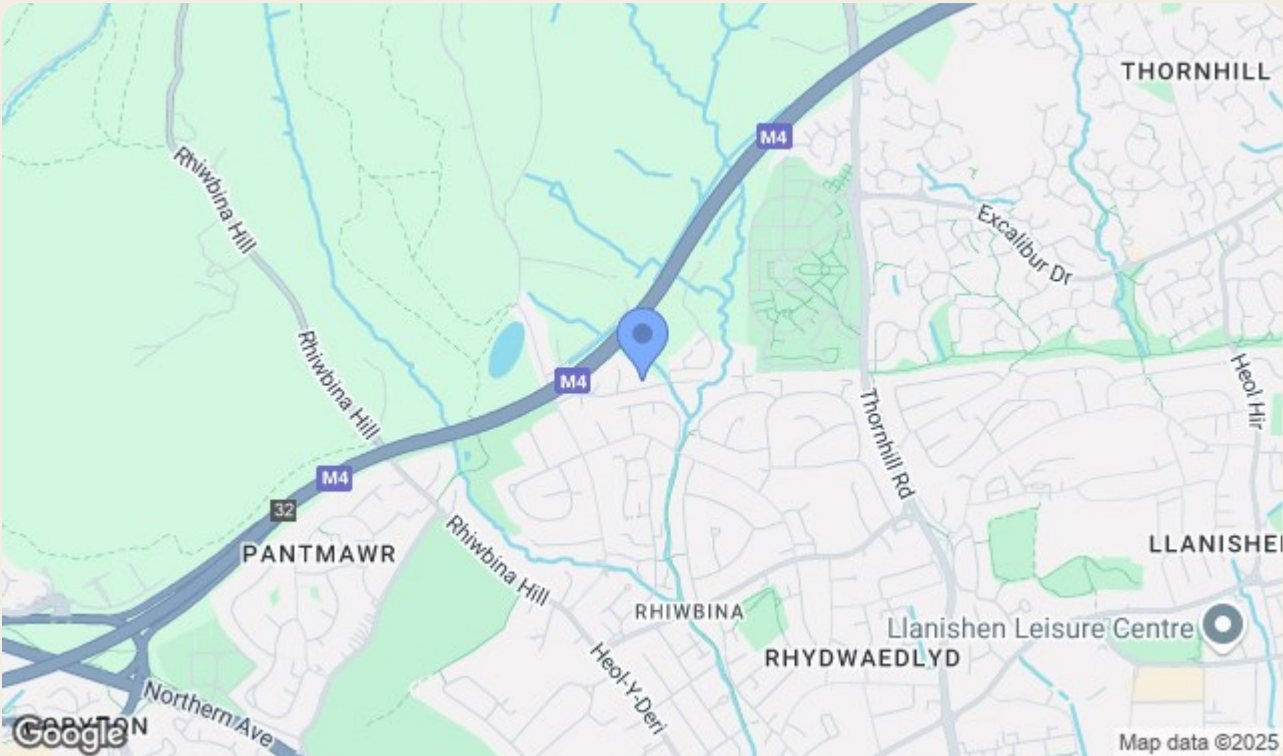 THORNHILL
M4
Rhiwbina Hill
Excalibur Dr
Rhiwbina Hill
M4
Heol Hir
Thornhill Rd
M4
32
PANTMAWR
Rhiwbina Hill
LLANISHE
RHIWBINA
Llanishen Leisure Centre
RHYDWAEDLYD
Heol-Y-Deri
Northern Ave
Google
Map data ©2025